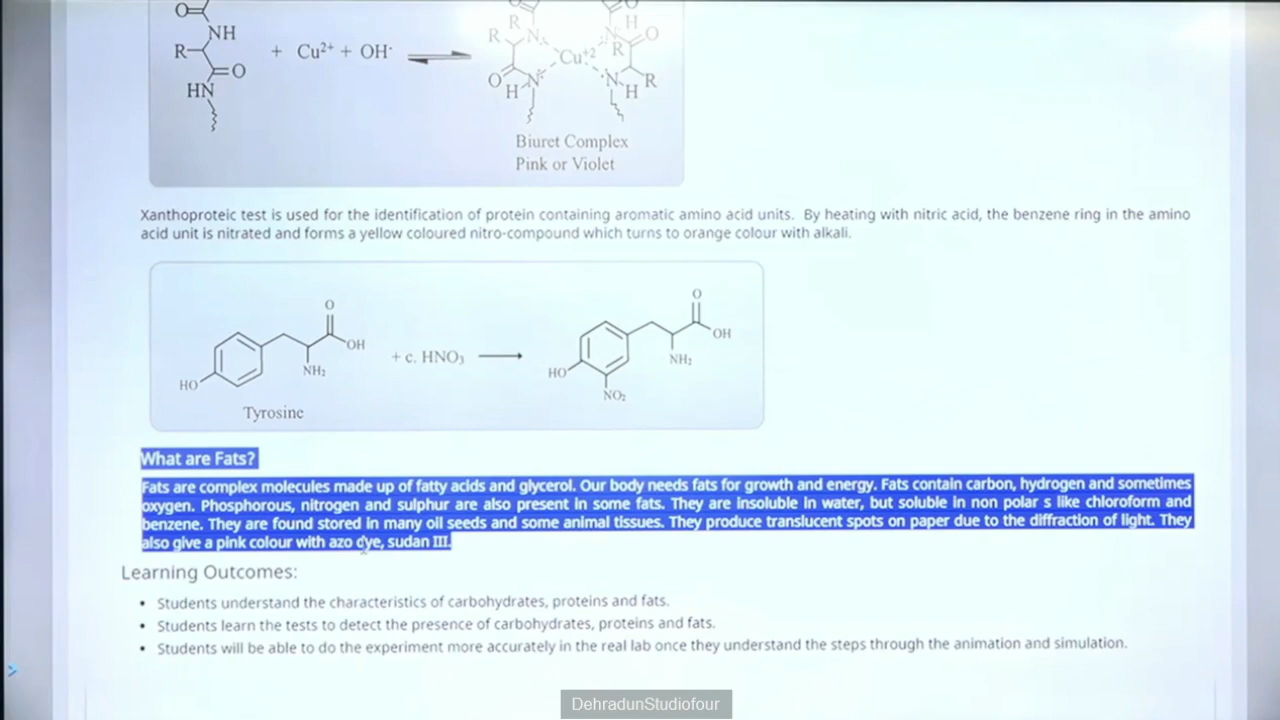 O
NH
R
+ Cu²⁺ + OH⁻
O
HN
R
R
N
H
N
R
O
Cu⁺²
O
H
N
N
H
R
Biuret Complex
Pink or Violet
Xanthoproteic test is used for the identification of protein containing aromatic amino acid units. By heating with nitric acid, the benzene ring in the amino
acid unit is nitrated and forms a yellow coloured nitro-compound which turns to orange colour with alkali.
O
OH
NH₂
HO
+ c. HNO₃
O
OH
NH₂
HO
NO₂
Tyrosine
What are Fats?
Fats are complex molecules made up of fatty acids and glycerol. Our body needs fats for growth and energy. Fats contain carbon, hydrogen and sometimes
oxygen. Phosphorous, nitrogen and sulphur are also present in some fats. They are insoluble in water, but soluble in non polar s like chloroform and
benzene. They are found stored in many oil seeds and some animal tissues. They produce translucent spots on paper due to the diffraction of light. They
also give a pink colour with azo dye, sudan III.
Learning Outcomes:
• Students understand the characteristics of carbohydrates, proteins and fats.
• Students learn the tests to detect the presence of carbohydrates, proteins and fats.
• Students will be able to do the experiment more accurately in the real lab once they understand the steps through the animation and simulation.
DehradunStudiofour